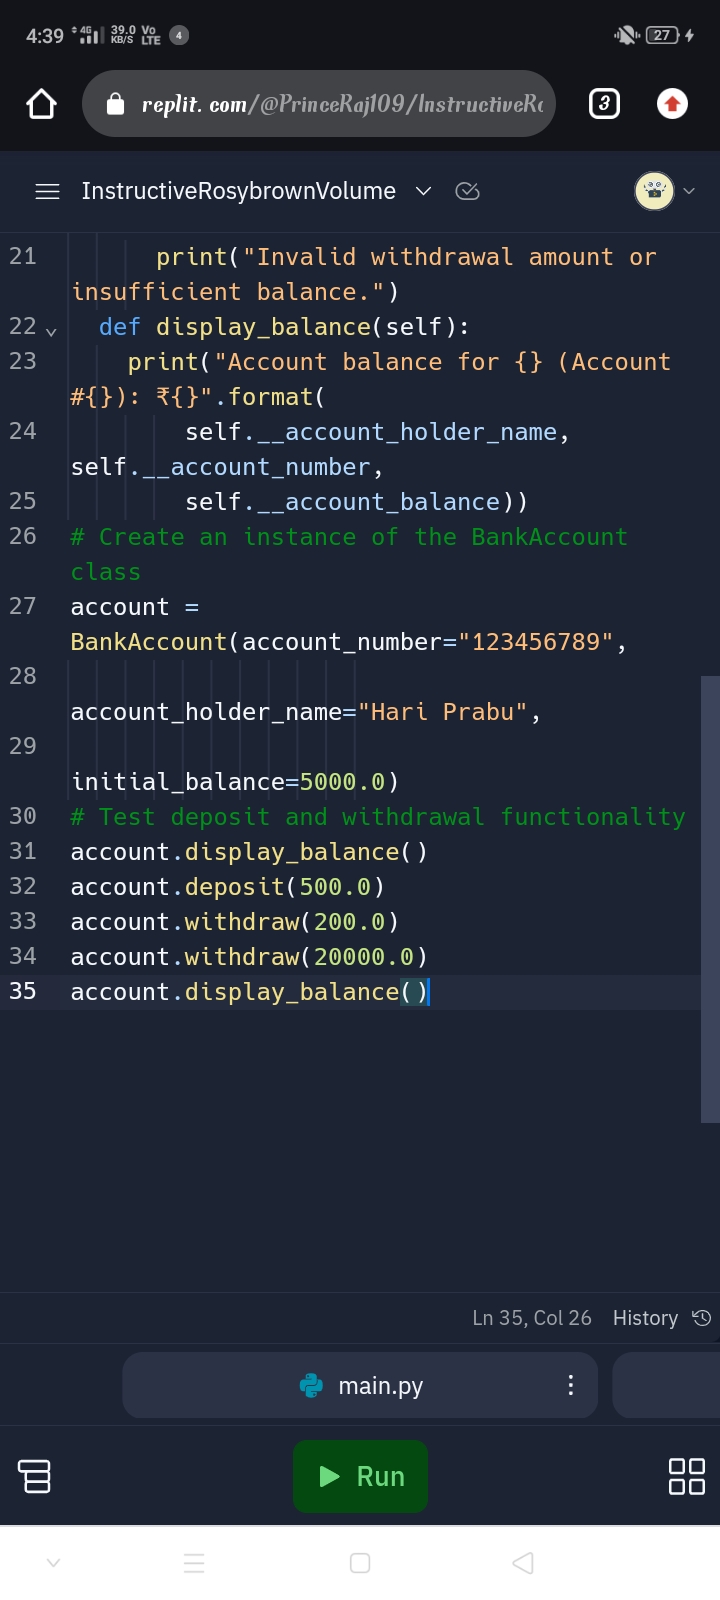 4:39 4G 39.0 KB/S Vo LTE 4 27
replit. com/@PrinceRaj109/InstructiveRo 3
InstructiveRosybrownVolume
21 print("Invalid withdrawal amount or
insufficient balance.")
22 def display_balance(self):
23 print("Account balance for {} (Account
#{}): ₹{}".format(
24 self.__account_holder_name,
self.__account_number,
25 self.__account_balance))
26 # Create an instance of the BankAccount
class
27 account =
BankAccount(account_number="123456789",
28
account_holder_name="Hari Prabu",
29
initial_balance=5000.0)
30 # Test deposit and withdrawal functionality
31 account.display_balance()
32 account.deposit(500.0)
33 account.withdraw(200.0)
34 account.withdraw(20000.0)
35 account.display_balance()
Ln 35, Col 26 History
main.py
Run